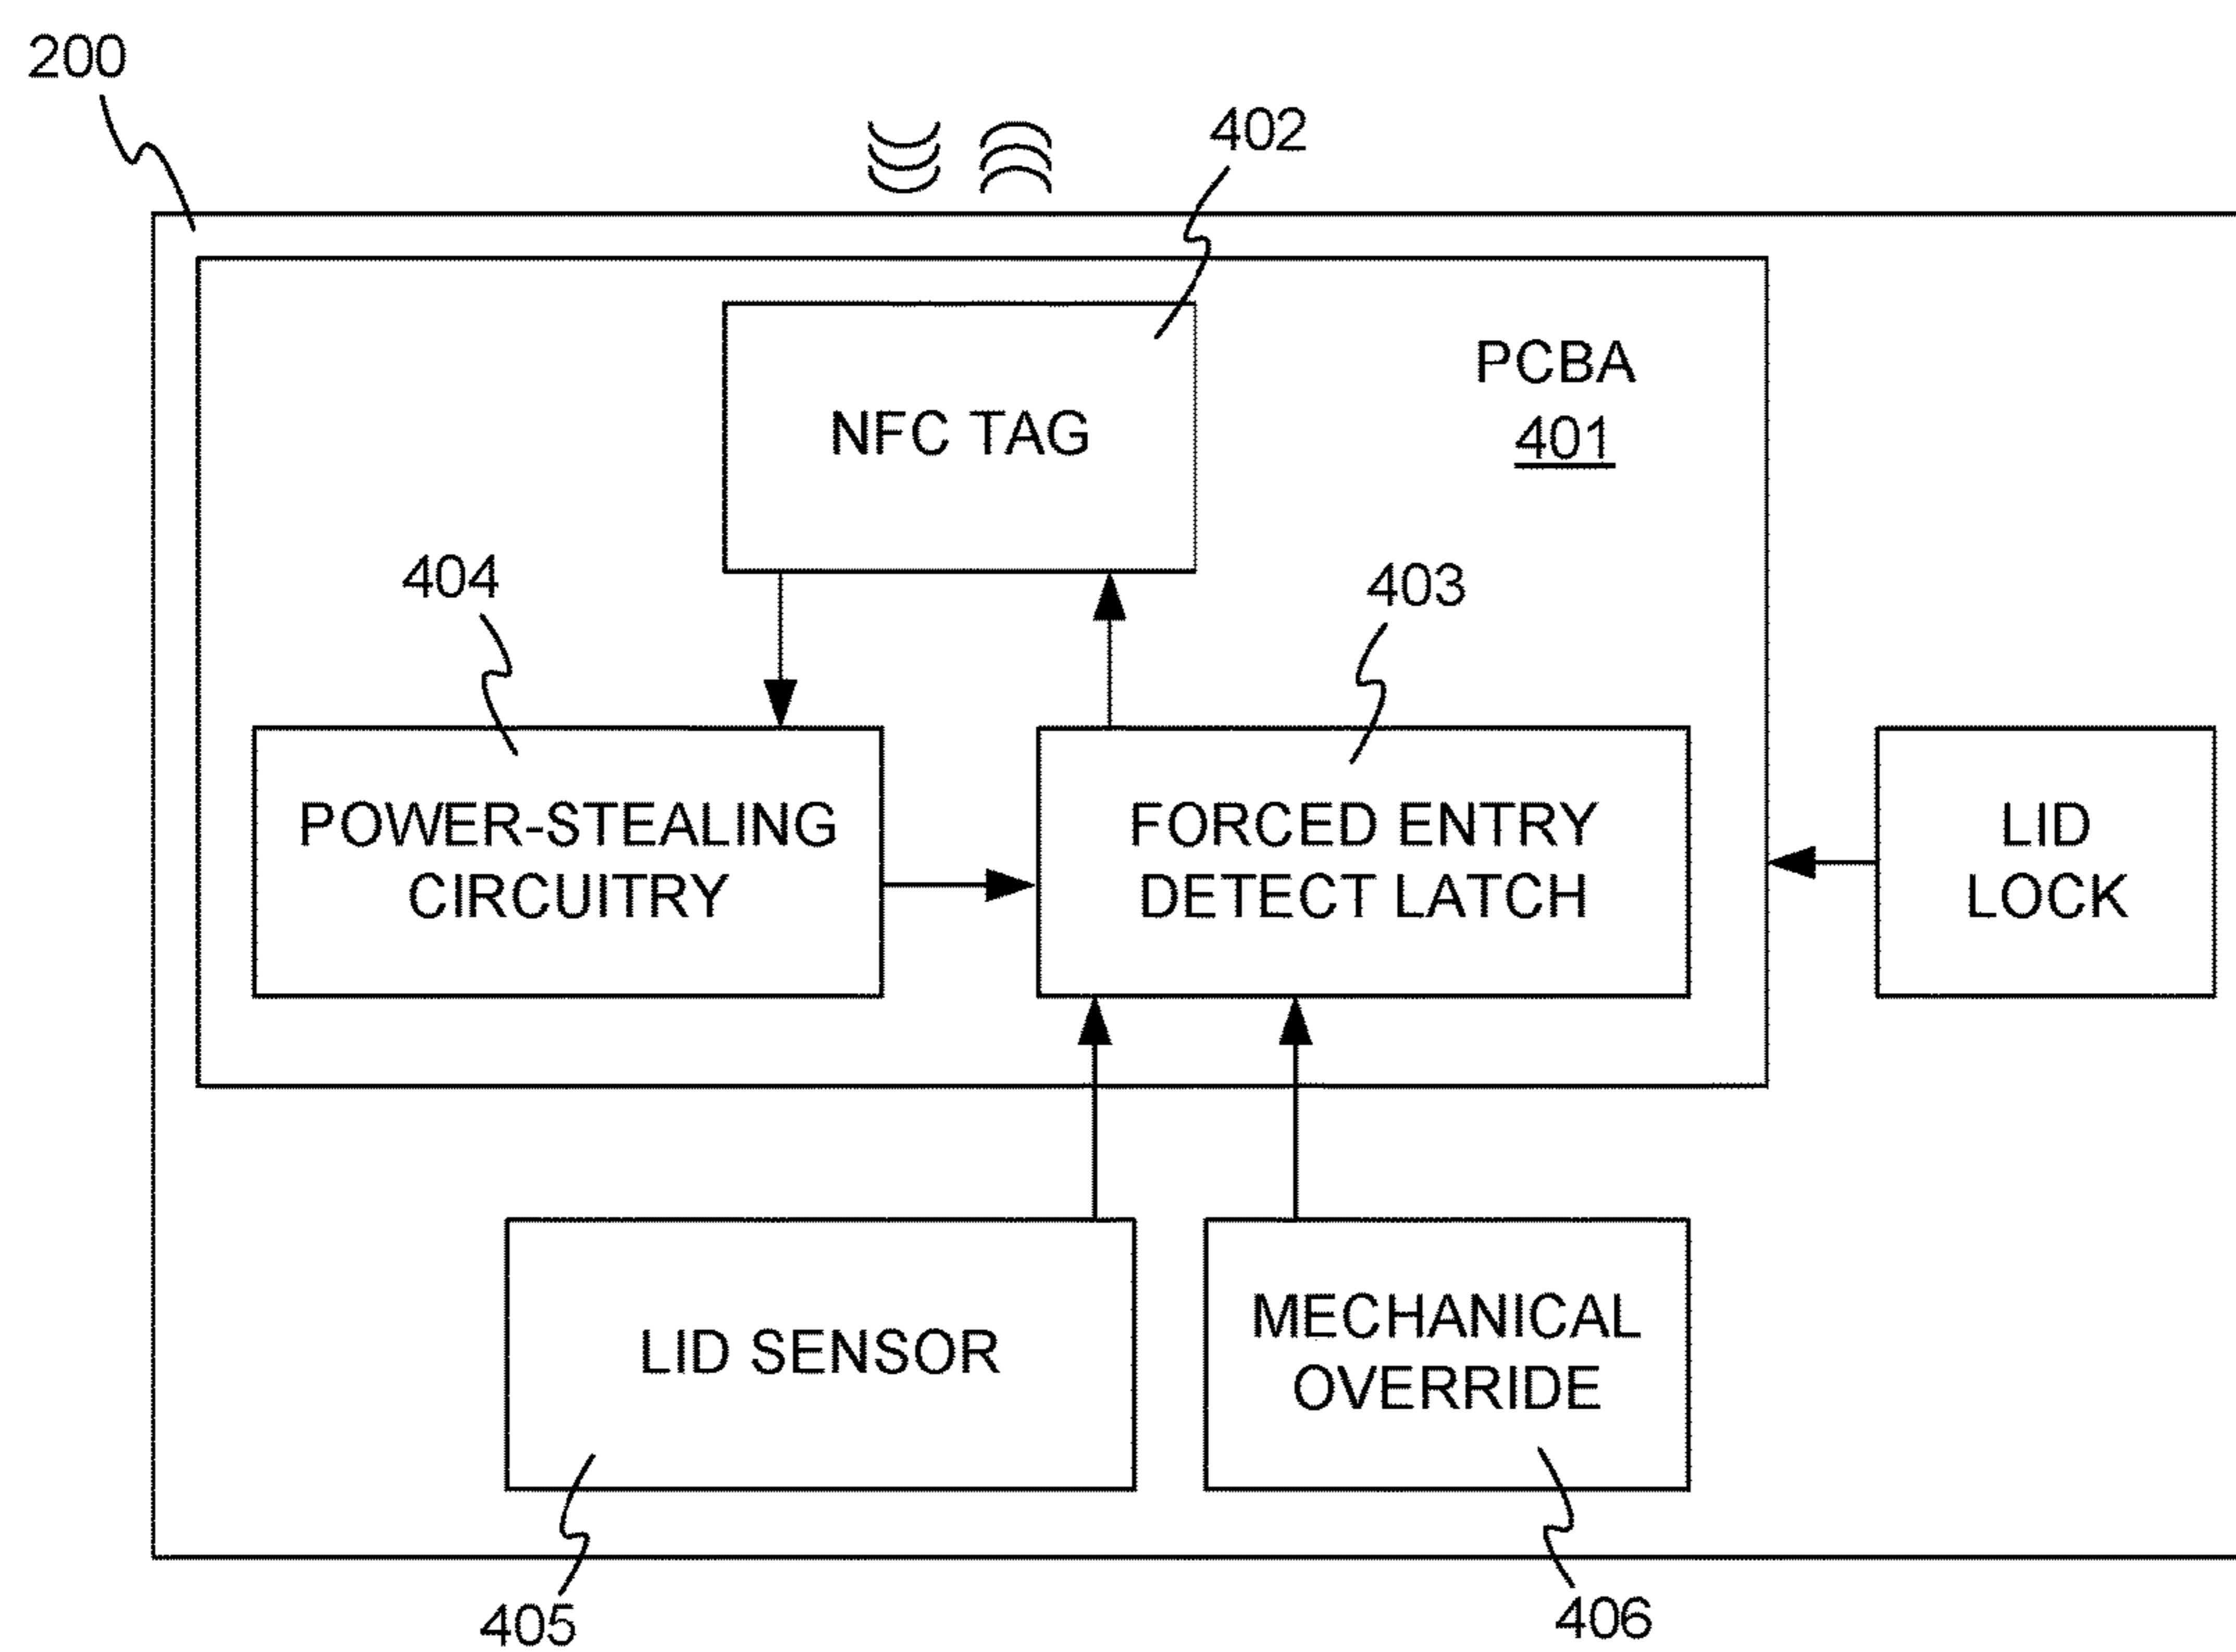 200
402
NFC TAG
PCBA
401
404
403
POWER-STEALING
CIRCUITRY
FORCED ENTRY
DETECT LATCH
LID
LOCK
LID SENSOR
MECHANICAL
OVERRIDE
405
406